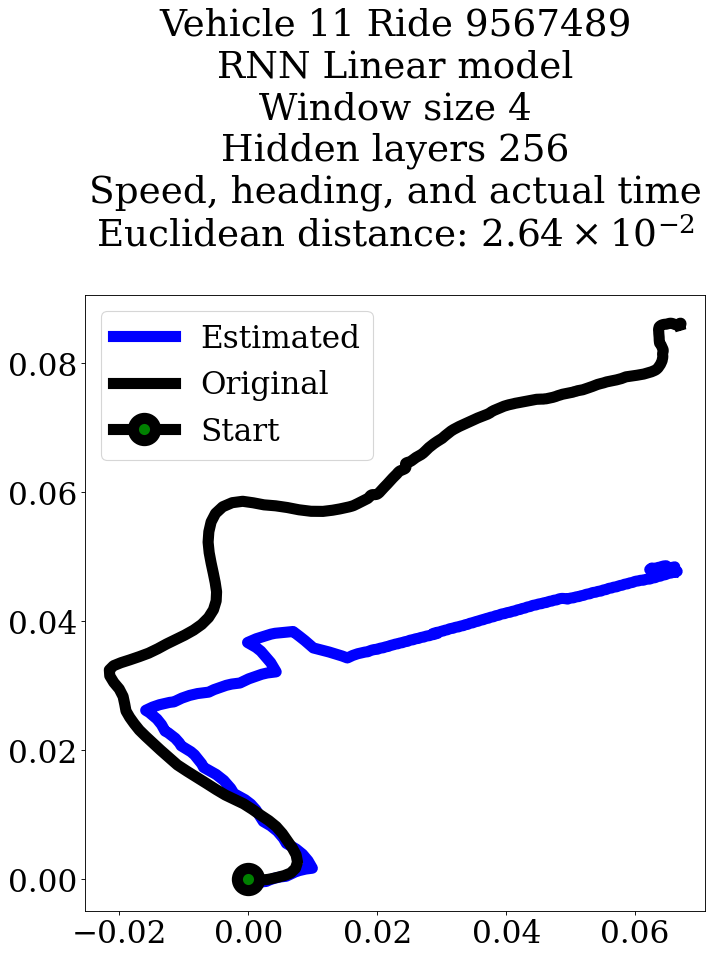 Vehicle 11 Ride 9567489
RNN Linear model
Window size 4
Hidden layers 256
Speed, heading, and actual time
Euclidean distance: 2.64 × 10⁻²
Estimated
Original
Start
0.08
0.06
0.04
0.02
0.00
−0.02 0.00 0.02 0.04 0.06